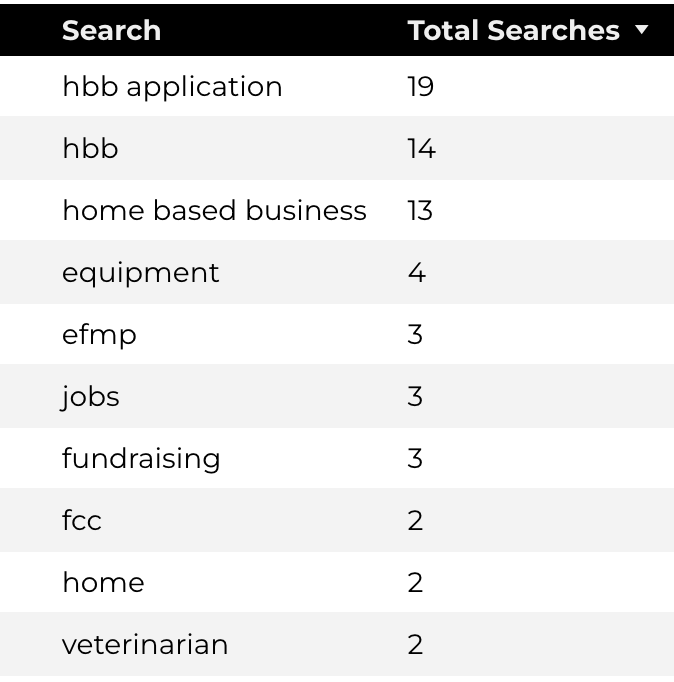 Search Total Searches
hbb application 19
hbb 14
home based business 13
equipment 4
efmp 3
jobs 3
fundraising 3
fcc 2
home 2
veterinarian 2